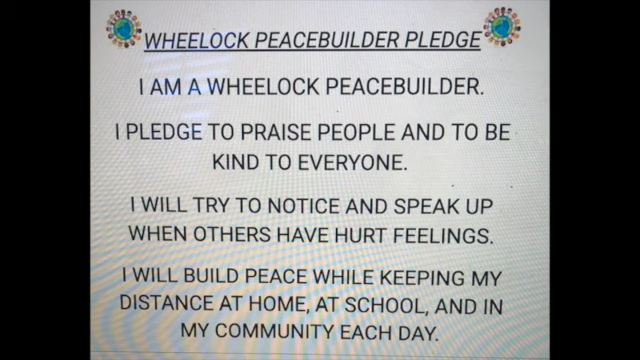 WHEELOCK PEACEBUILDER PLEDGE
I AM A WHEELOCK PEACEBUILDER.
I PLEDGE TO PRAISE PEOPLE AND TO BE
KIND TO EVERYONE.
I WILL TRY TO NOTICE AND SPEAK UP
WHEN OTHERS HAVE HURT FEELINGS.
I WILL BUILD PEACE WHILE KEEPING MY
DISTANCE AT HOME, AT SCHOOL, AND IN
MY COMMUNITY EACH DAY.